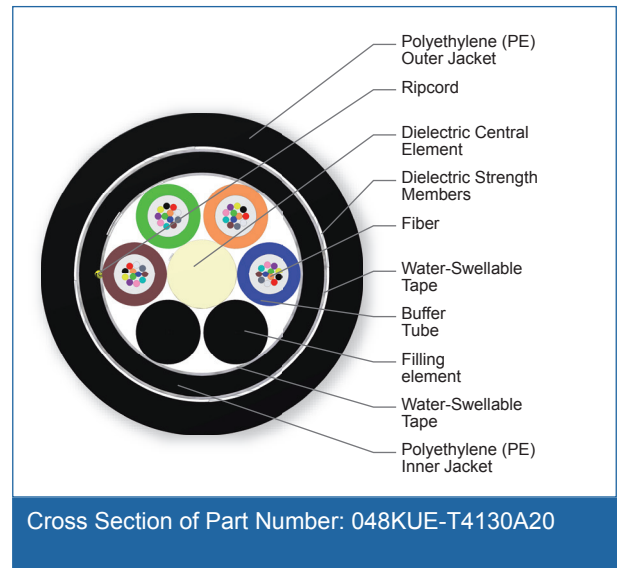 Polyethylene (PE)
Outer Jacket
Ripcord
Dielectric Central
Element
Dielectric Strength
Members
Fiber
Water-Swellable
Tape
Buffer
Tube
Filling
element
Water-Swellable
Tape
Polyethylene (PE)
Inner Jacket
Cross Section of Part Number: 048KUE-T4130A20